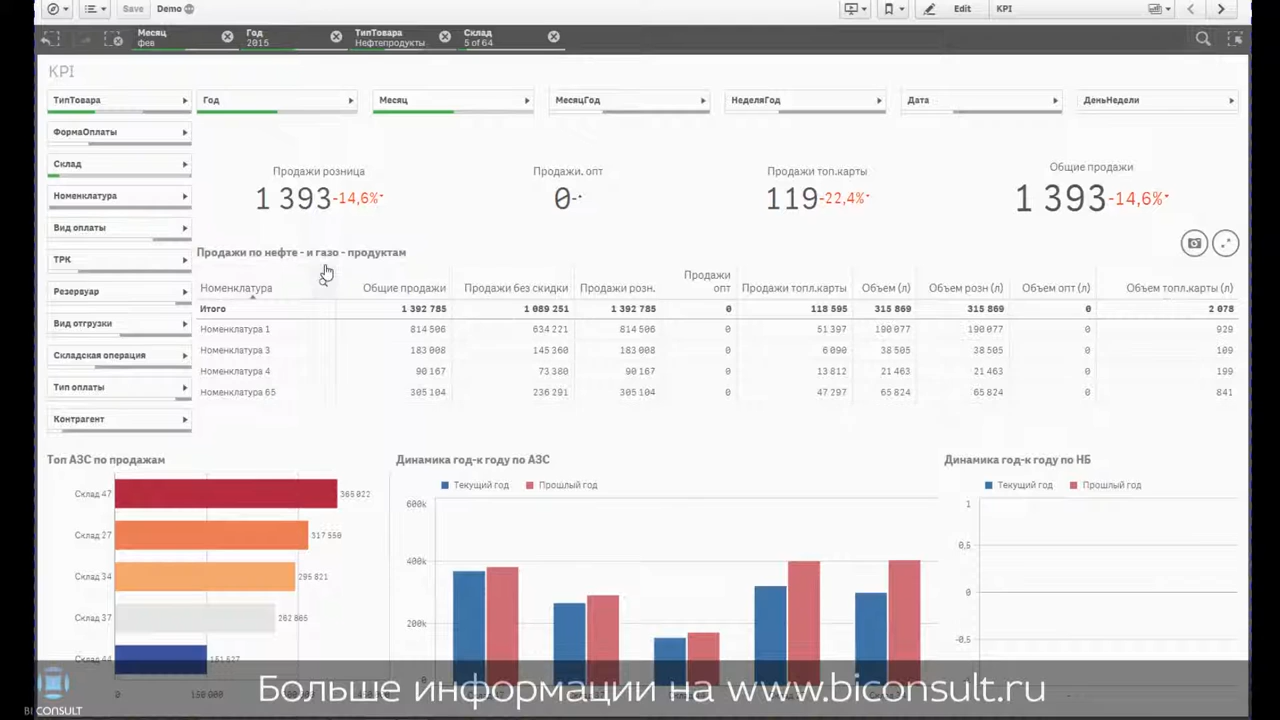 Save Demo Edit KPI
Месяц Год ТипТовара Склад
фев 2015 Нефтепродукты 5 of 64
KPI
ТипТовара Год Месяц МесяцГод НеделяГод Дата ДеньНедели
ФормаОплаты
Склад
Номенклатура
Вид оплаты
ТРК
Резервуар
Вид отгрузки
Складская операция
Тип оплаты
Контрагент
Продажи розница
1 393 -14,6%
Продажи. опт
0 -
Продажи топ.карты
119 -22,4%
Общие продажи
1 393 -14,6%
Продажи по нефте - и газо - продуктам
Номенклатура Общие продажи Продажи без скидки Продажи розн. Продажи опт Продажи топл.карты Объем (л) Объем розн (л) Объем опт (л) Объем топл.карты (л)
Итого 1 392 785 1 089 251 1 392 785 0 118 595 315 869 315 869 0 2 078
Номенклатура 1 814 506 634 221 814 506 0 51 397 190 077 190 077 0 929
Номенклатура 3 183 008 145 360 183 008 0 6 090 38 505 38 505 0 109
Номенклатура 4 90 167 73 380 90 167 0 13 812 21 463 21 463 0 199
Номенклатура 65 305 104 236 291 305 104 0 47 297 65 824 65 824 0 841
Топ АЗС по продажам
Склад 47 365 022
Склад 27 317 550
Склад 34 295 821
Склад 37 262 865
Склад 44 151 527
0 150 000
Динамика год-к году по АЗС
Текущий год Прошлый год
600k
400k
200k
Динамика год-к году по НБ
Текущий год Прошлый год
1
0,5
0
-0,5
Больше информации на www.biconsult.ru
BI CONSULT